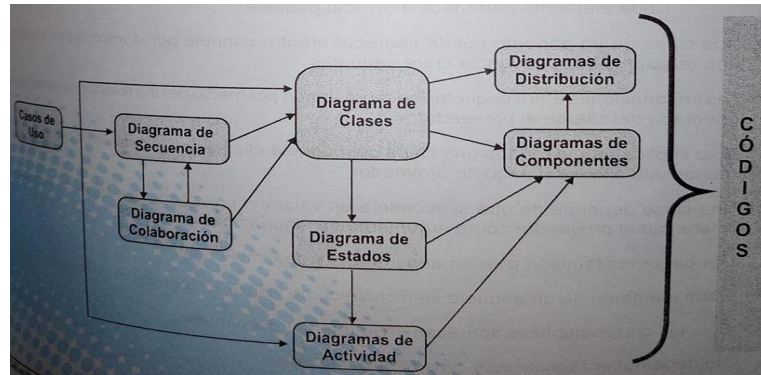 Casos de
Uso
Diagrama de
Secuencia
Diagrama de
Colaboración
Diagrama de
Clases
Diagrama de
Estados
Diagramas de
Actividad
Diagramas de
Distribución
Diagramas de
Componentes
CÓDIGOS